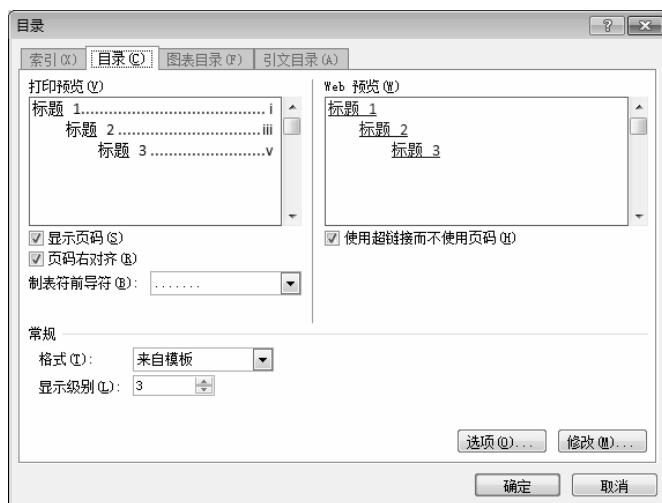 目录
索引(X) 目录(C) 图表目录(F) 引文目录(A)
打印预览(V)
标题 1.......................................... i
标题 2 ................................ iii
标题 3 .......................... v
Web 预览(W)
标题 1
标题 2
标题 3
显示页码(S)
页码右对齐(R)
制表符前导符(B): .......
使用超链接而不使用页码(H)
常规
格式(T): 来自模板
显示级别(L): 3
选项(O)... 修改(M)...
确定 取消